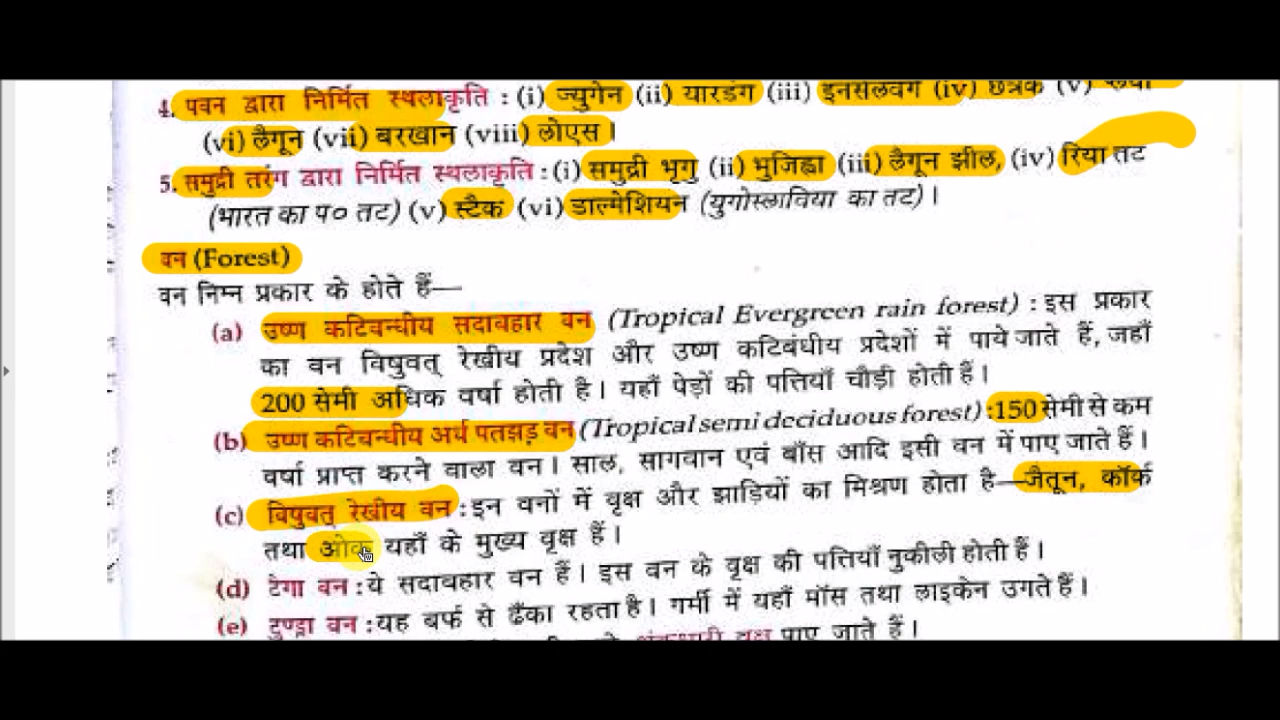 4. पवन द्वारा निर्मित स्थलाकृति : (i) ज्युगेन (ii) यारडंग (iii) इनसेलवर्ग (iv) छत्रक (v)
(vi) लैगून (vii) बरखान (viii) लोएस।
5. समुद्री तरंग द्वारा निर्मित स्थलाकृति : (i) समुद्री भृगु (ii) भुजिह्वा (iii) लैगून झील, (iv) रिया तट
(भारत का प० तट) (v) स्टैक (vi) डाल्मेशियन (युगोस्लाविया का तट)।
वन (Forest)
वन निम्न प्रकार के होते हैं—
(a) उष्ण कटिबन्धीय सदाबहार वन (Tropical Evergreen rain forest) : इस प्रकार
का वन विषुवत् रेखीय प्रदेश और उष्ण कटिबंधीय प्रदेशों में पाये जाते हैं, जहाँ
200 सेमी अधिक वर्षा होती है। यहाँ पेड़ों की पत्तियाँ चौड़ी होती हैं।
(b) उष्ण कटिबन्धीय अर्ध पतझड़ वन (Tropical semi deciduous forest) : 150 सेमी से कम
वर्षा प्राप्त करने वाला वन। साल, सागवान एवं बाँस आदि इसी वन में पाए जाते हैं।
(c) विषुवत् रेखीय वन : इन वनों में वृक्ष और झाड़ियों का मिश्रण होता है—जैतून, कॉर्क
तथा ओक यहाँ के मुख्य वृक्ष हैं।
(d) टैगा वन : ये सदाबहार वन हैं। इस वन के वृक्ष की पत्तियाँ नुकीली होती हैं।
(e) टुण्ड्रा वन : यह बर्फ से ढँका रहता है। गर्मी में यहाँ मॉस तथा लाइकेन उगते हैं।
वृक्ष पाए जाते हैं।